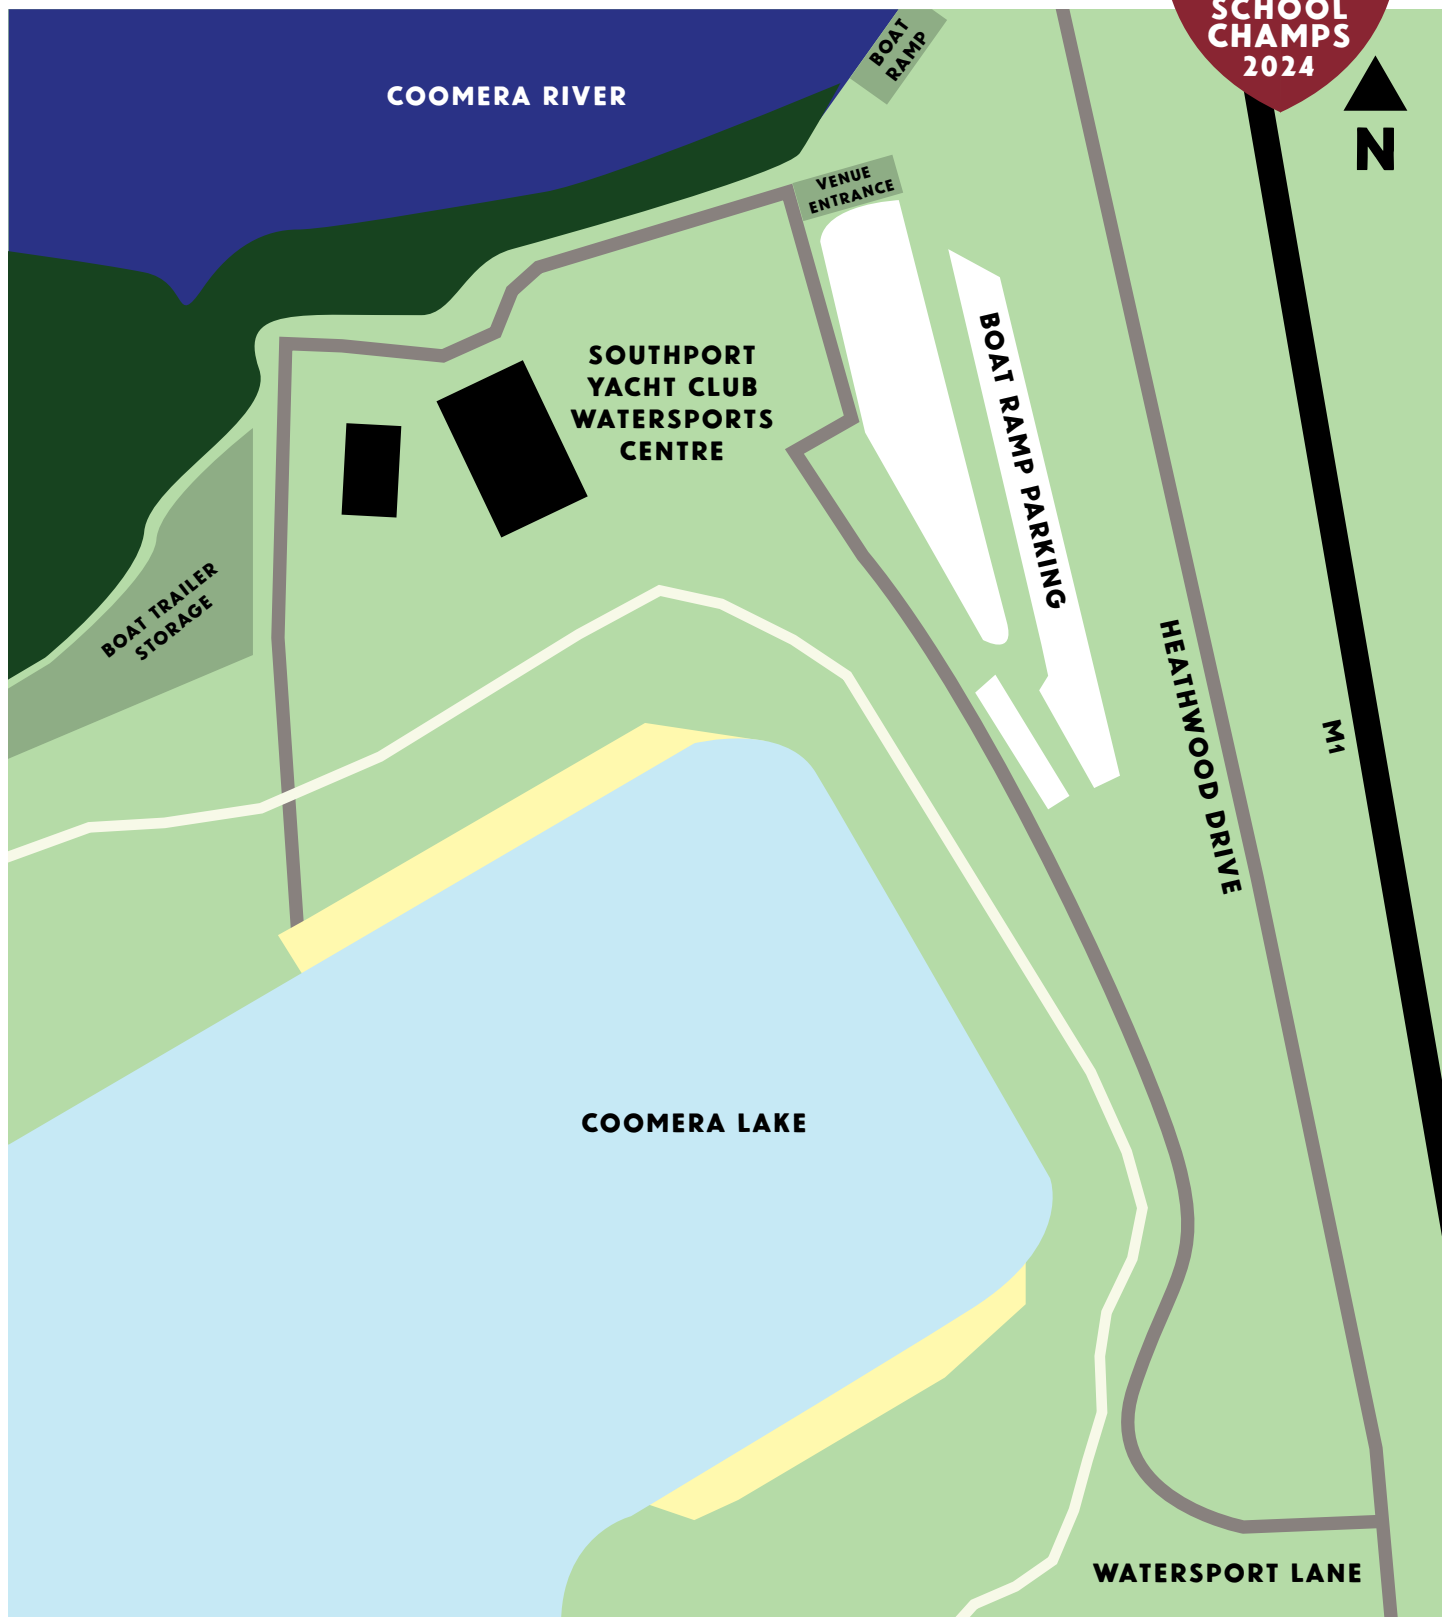 SCHOOL
CHAMPS
2024
N
BOAT
RAMP
COOMERA RIVER
VENUE
ENTRANCE
SOUTHPORT
YACHT CLUB
WATERSPORTS
CENTRE
BOAT RAMP PARKING
BOAT TRAILER
STORAGE
HEATHWOOD DRIVE
M1
COOMERA LAKE
WATERSPORT LANE